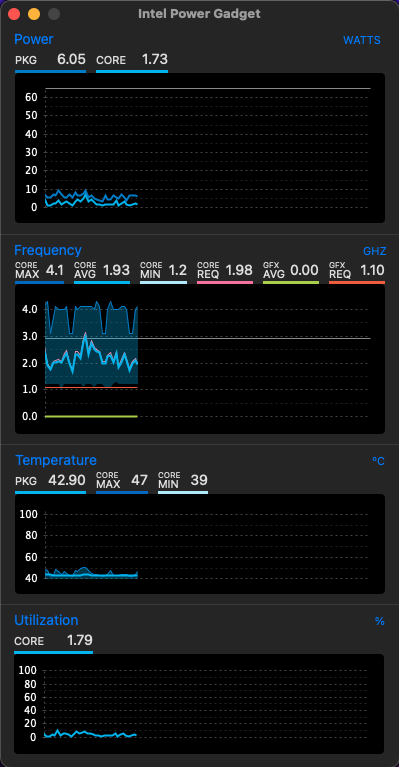 Intel Power Gadget
Power WATTS
PKG 6.05 CORE 1.73
60
50
40
30
20
10
0
Frequency GHZ
CORE MAX 4.1 CORE AVG 1.93 CORE MIN 1.2 CORE REQ 1.98 GFX AVG 0.00 GFX REQ 1.10
4.0
3.0
2.0
1.0
0.0
Temperature °C
PKG 42.90 CORE MAX 47 CORE MIN 39
100
80
60
40
Utilization %
CORE 1.79
100
80
60
40
20
0